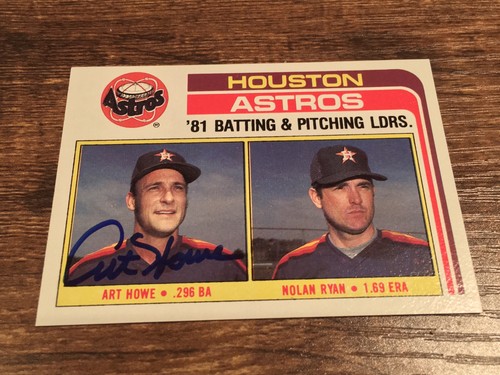 Astros
®
HOUSTON
ASTROS
'81 BATTING & PITCHING LDRS.
Art Howe
ART HOWE • .296 BA
NOLAN RYAN • 1.69 ERA